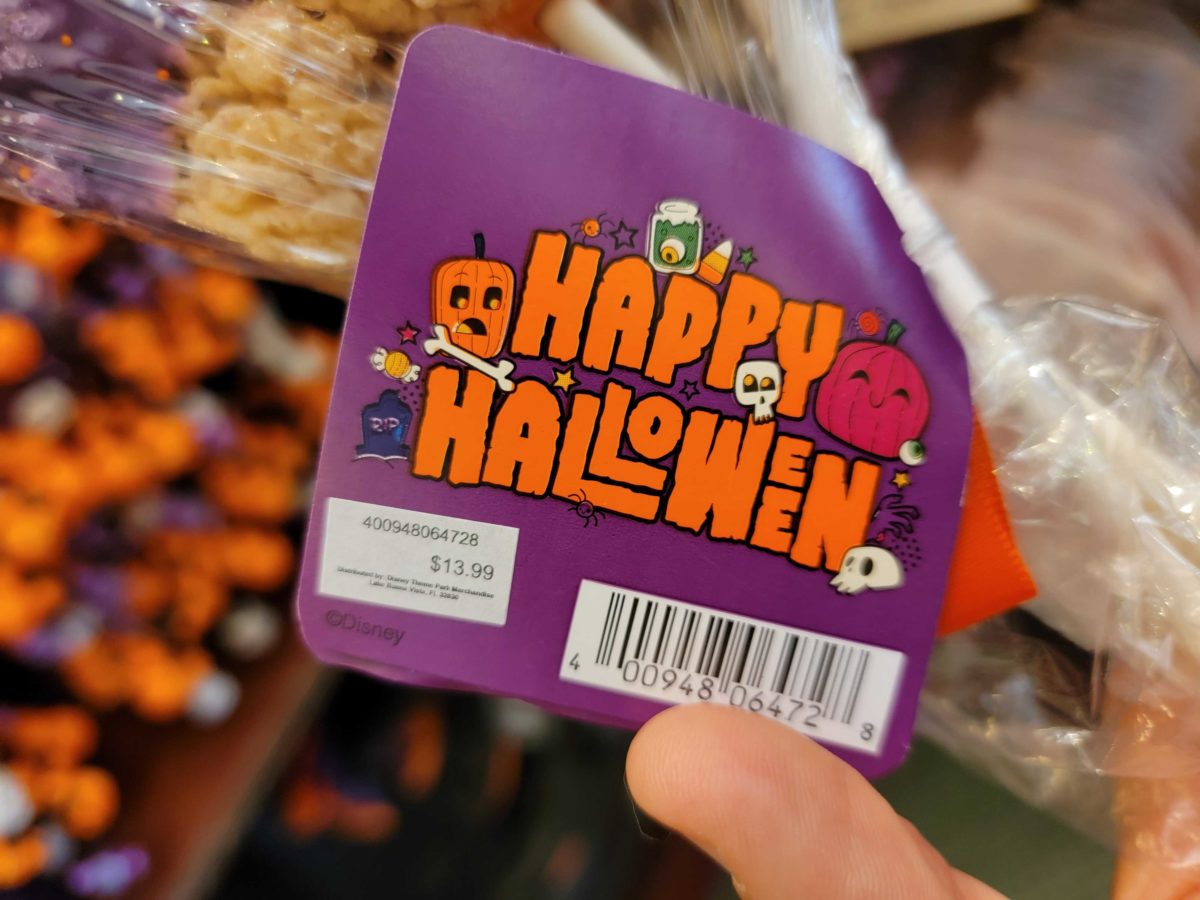 HAPPY
HALLOWEEN
RIP
400948064728
$13.99
Distributed by: Disney Theme Park Merchandise
Lake Buena Vista, FL 32830
©Disney
4 00948 06472 8